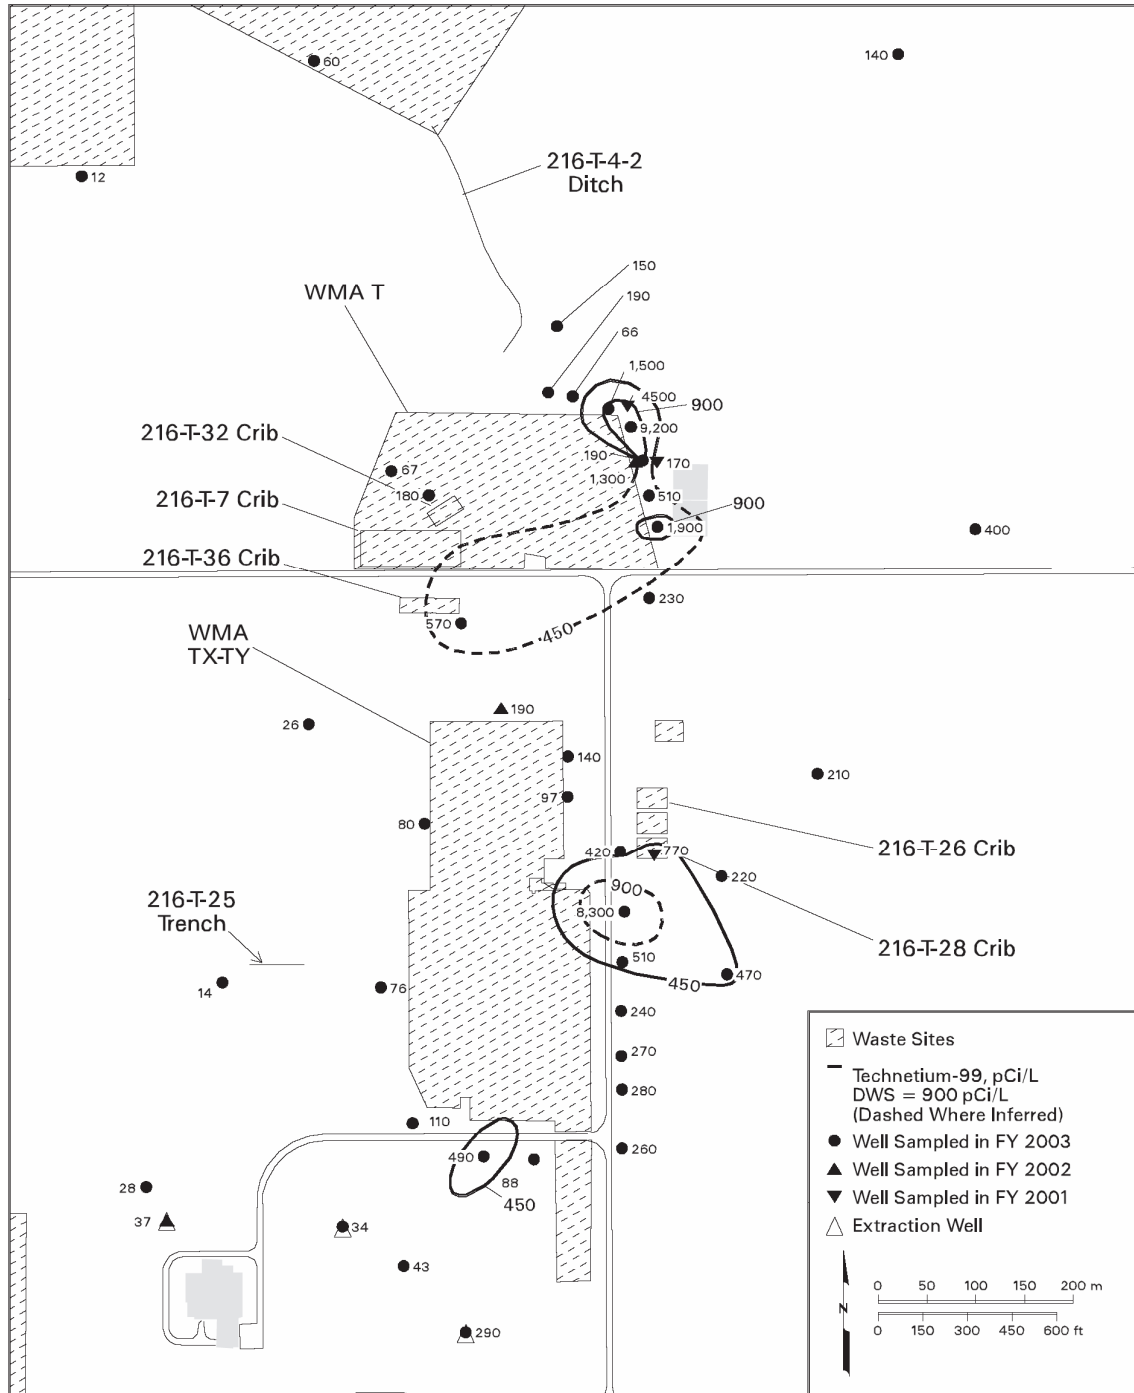 60
140
12
216-T-4-2
Ditch
150
WMA T
190
66
1,500
4500
900
9,200
216-T-32 Crib
190
170
67
1,300
180
510
216-T-7 Crib
900
1,900
400
216-T-36 Crib
230
570
450
WMA
TX-TY
190
26
140
210
97
80
420
770
216-T-26 Crib
220
900
216-T-25
Trench
8,300
216-T-28 Crib
510
470
450
14
76
240
270
280
110
260
490
88
450
28
37
34
43
290
Waste Sites
Technetium-99, pCi/L
DWS = 900 pCi/L
(Dashed Where Inferred)
Well Sampled in FY 2003
Well Sampled in FY 2002
Well Sampled in FY 2001
Extraction Well
N
0 50 100 150 200 m
0 150 300 450 600 ft